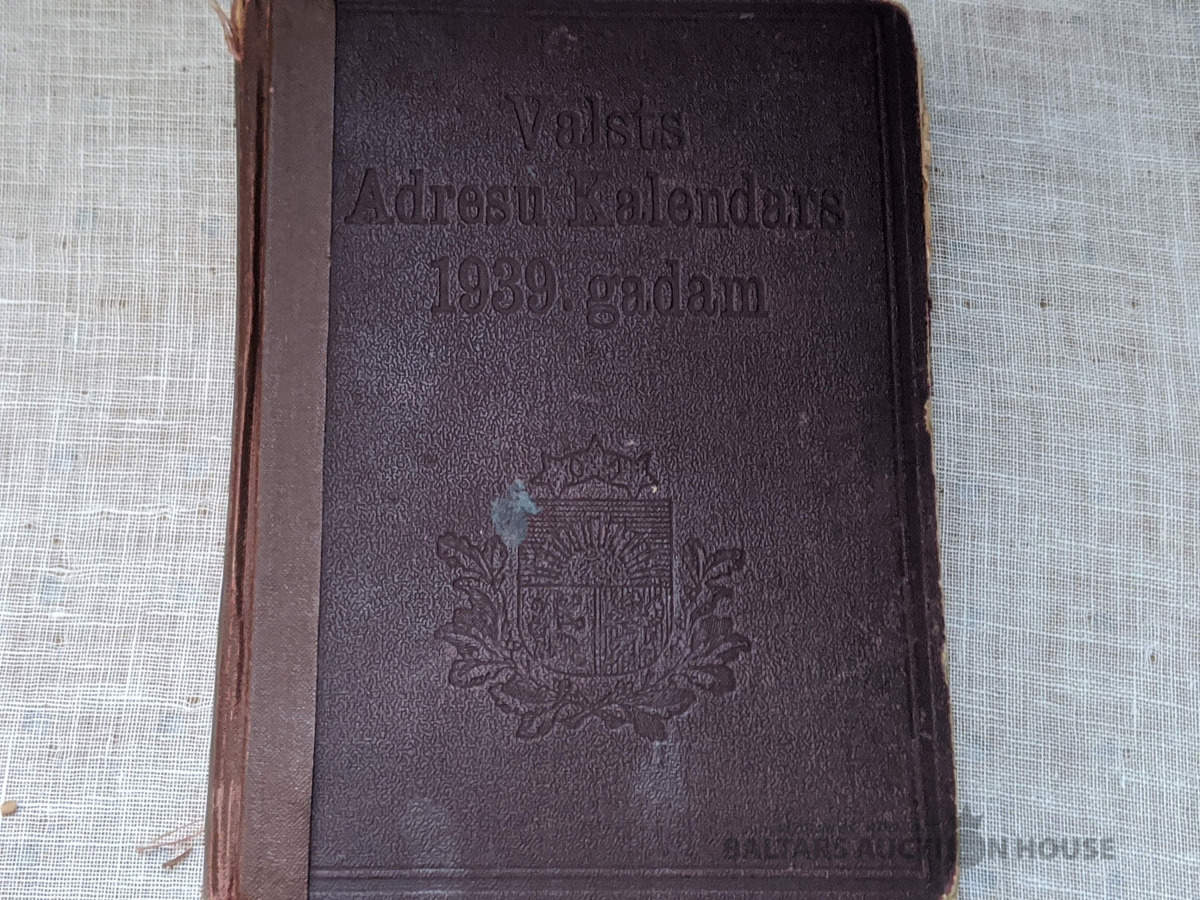 Valsts
Adresu Kalendars
1939. gadam
BALTARS AUCTION HOUSE